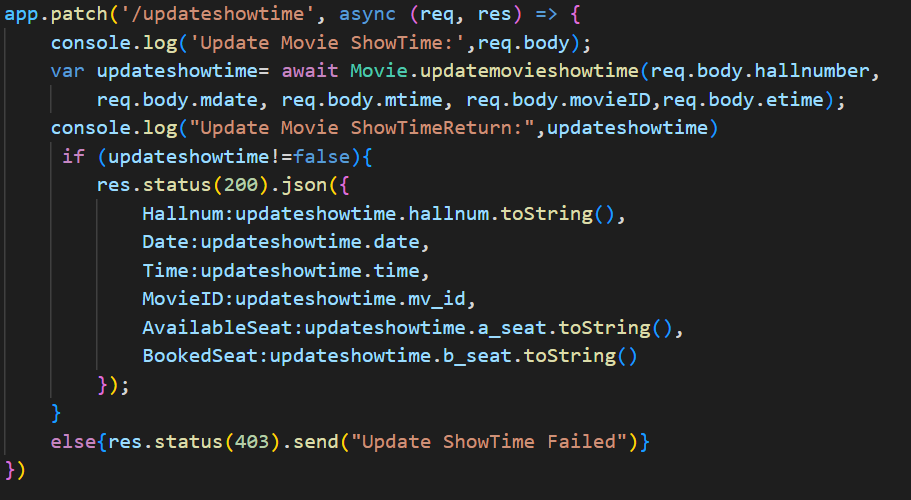 app.patch('/updateshowtime', async (req, res) => {
    console.log('Update Movie ShowTime:',req.body);
    var updateshowtime= await Movie.updatemovieshowtime(req.body.hallnumber,
        req.body.mdate, req.body.mtime, req.body.movieID,req.body.etime);
    console.log("Update Movie ShowTimeReturn:",updateshowtime)
     if (updateshowtime!=false){
        res.status(200).json({
            Hallnum:updateshowtime.hallnum.toString(),
            Date:updateshowtime.date,
            Time:updateshowtime.time,
            MovieID:updateshowtime.mv_id,
            AvailableSeat:updateshowtime.a_seat.toString(),
            BookedSeat:updateshowtime.b_seat.toString()
        });
    }
    else{res.status(403).send("Update ShowTime Failed")}
})